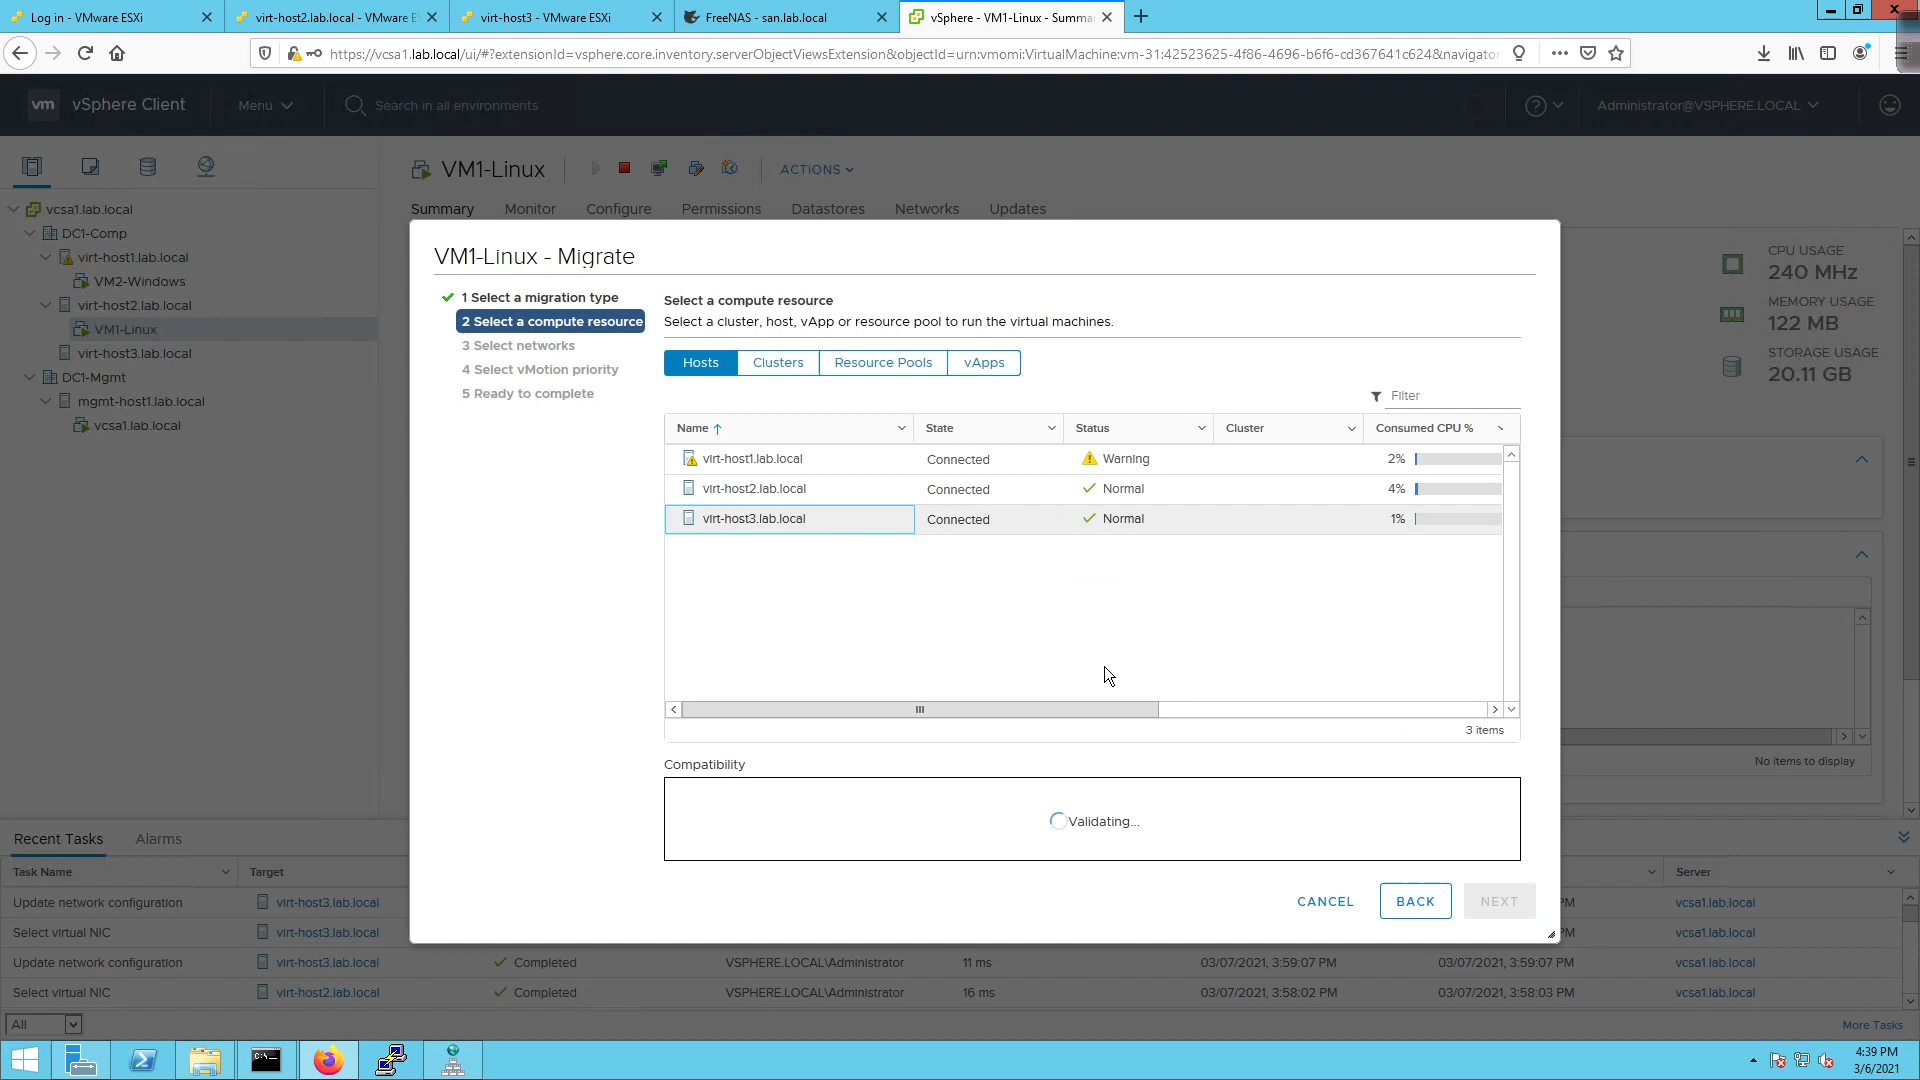 Log in - VMware ESXi
virt-host2.lab.local - VMware E
virt-host3 - VMware ESXi
FreeNAS - san.lab.local
vSphere - VM1-Linux - Summa
https://vcsa1.lab.local/ui/#?extensionId=vsphere.core.inventory.serverObjectViewsExtension&objectId=urn:vmomi:VirtualMachine:vm-31:42523625-4f86-4696-b6f6-cd367641c624&navigator
vm vSphere Client
Menu
Search in all environments
Administrator@VSPHERE.LOCAL
VM1-Linux
ACTIONS
Summary Monitor Configure Permissions Datastores Networks Updates
vcsa1.lab.local
DC1-Comp
virt-host1.lab.local
VM2-Windows
virt-host2.lab.local
VM1-Linux
virt-host3.lab.local
DC1-Mgmt
mgmt-host1.lab.local
vcsa1.lab.local
CPU USAGE
240 MHz
MEMORY USAGE
122 MB
STORAGE USAGE
20.11 GB
VM1-Linux - Migrate
1 Select a migration type
2 Select a compute resource
3 Select networks
4 Select vMotion priority
5 Ready to complete
Select a compute resource
Select a cluster, host, vApp or resource pool to run the virtual machines.
Hosts Clusters Resource Pools vApps
Filter
Name State Status Cluster Consumed CPU %
virt-host1.lab.local Connected Warning 2%
virt-host2.lab.local Connected Normal 4%
virt-host3.lab.local Connected Normal 1%
3 items
Compatibility
Validating...
CANCEL BACK NEXT
No items to display
Recent Tasks Alarms
Task Name Target Server
Update network configuration virt-host3.lab.local PM vcsa1.lab.local
Select virtual NIC virt-host3.lab.local PM vcsa1.lab.local
Update network configuration virt-host3.lab.local Completed VSPHERE.LOCAL\Administrator 11 ms 03/07/2021, 3:59:07 PM 03/07/2021, 3:59:07 PM vcsa1.lab.local
Select virtual NIC virt-host2.lab.local Completed VSPHERE.LOCAL\Administrator 16 ms 03/07/2021, 3:58:02 PM 03/07/2021, 3:58:03 PM vcsa1.lab.local
All
More Tasks
4:39 PM
3/6/2021